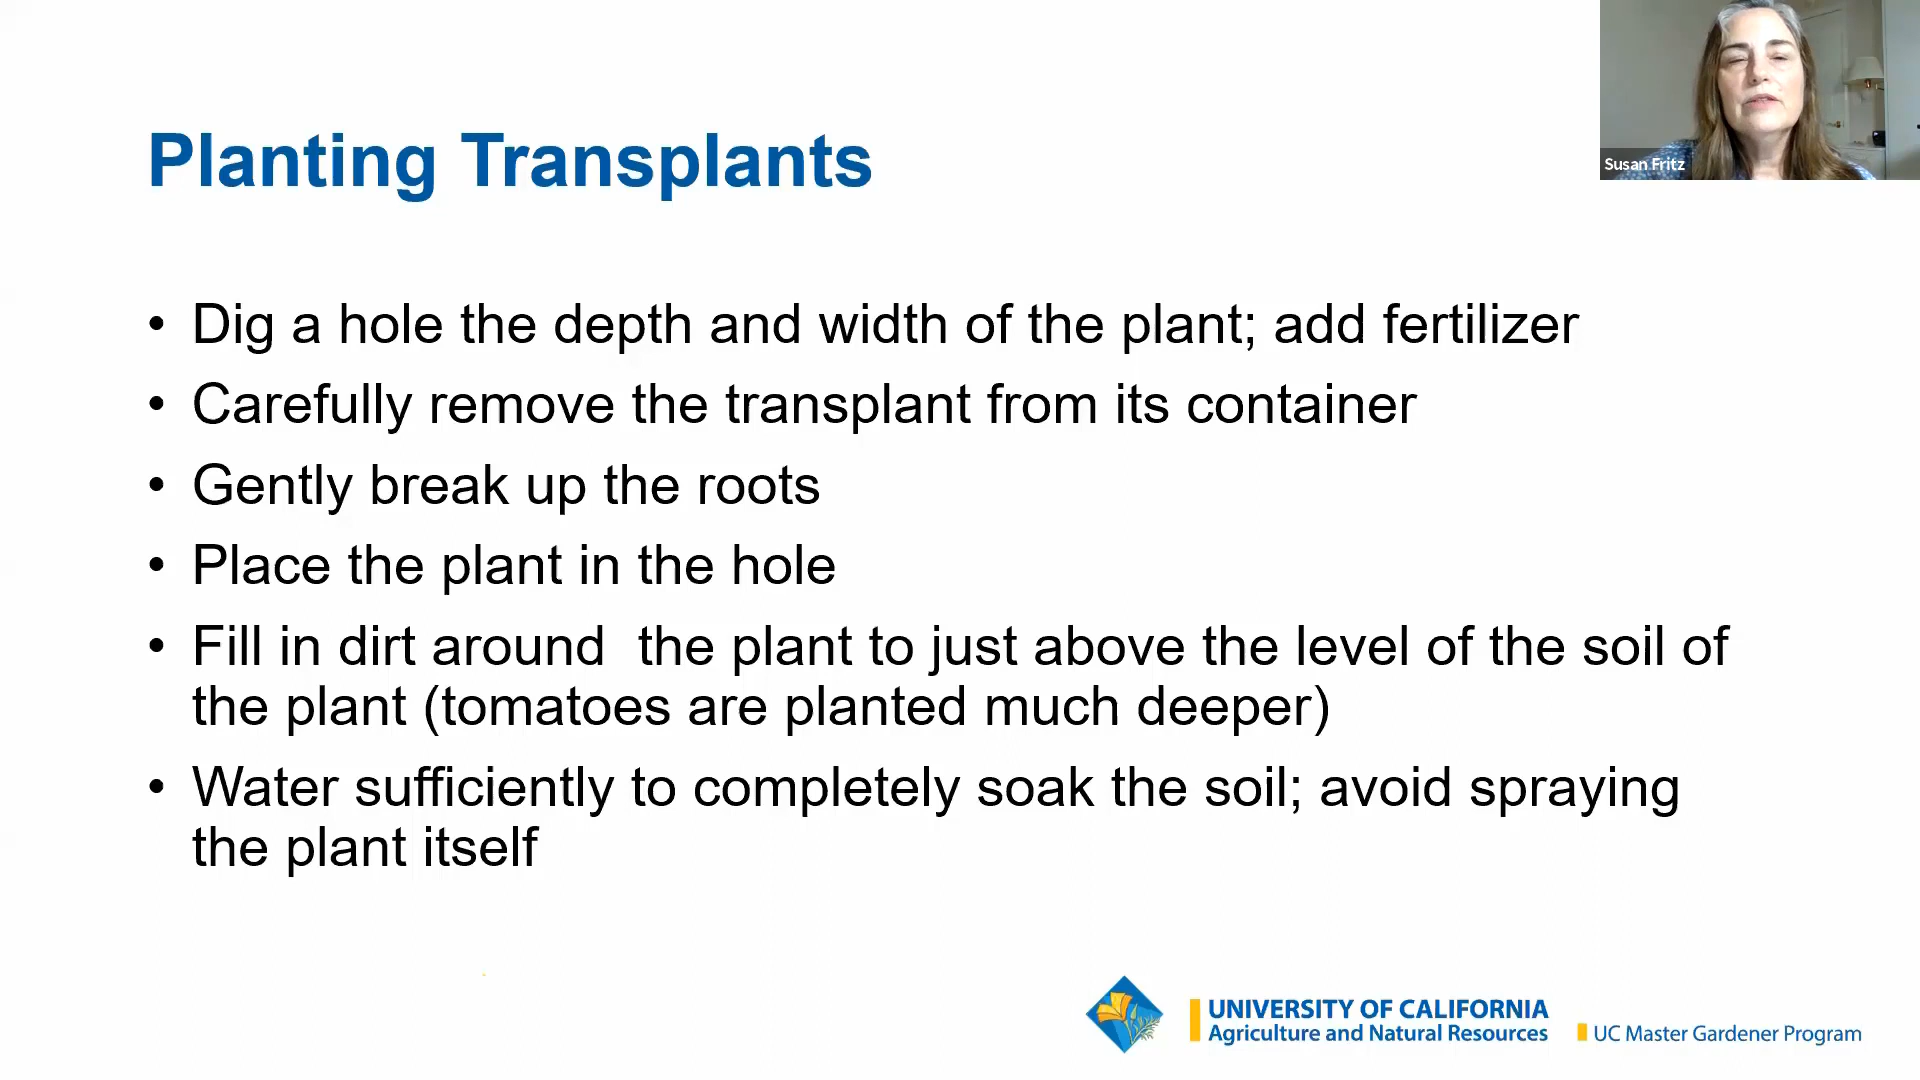 Planting Transplants
Susan Fritz
• Dig a hole the depth and width of the plant; add fertilizer
• Carefully remove the transplant from its container
• Gently break up the roots
• Place the plant in the hole
• Fill in dirt around  the plant to just above the level of the soil of
the plant (tomatoes are planted much deeper)
• Water sufficiently to completely soak the soil; avoid spraying
the plant itself
UNIVERSITY OF CALIFORNIA
Agriculture and Natural Resources
UC Master Gardener Program